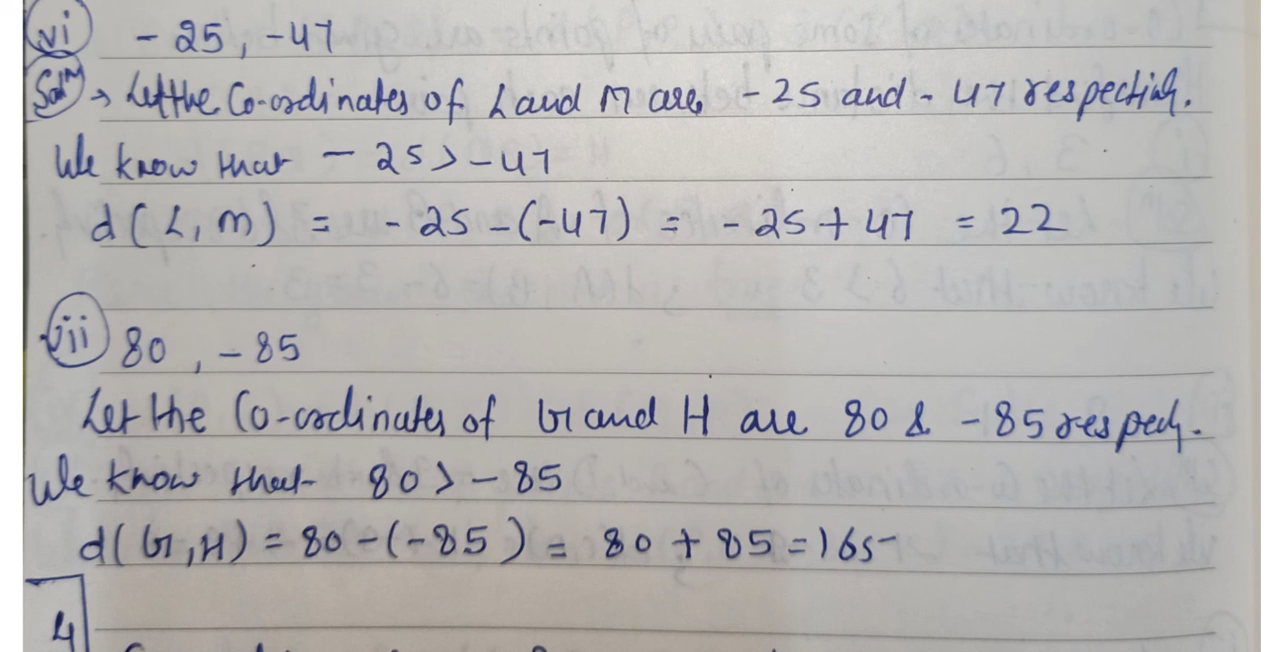 vi - 25, -47
Solⁿ → Let the Co-ordinates of L and M are, - 25 and - 47 respectivly.
We know that - 25 > -47
d(L, m) = - 25 - (-47) = - 25 + 47 = 22
vii 80, - 85
Let the Co-ordinates of G and H are 80 & - 85 respecly.
We know that 80 > - 85
d(G, H) = 80 - (-85) = 80 + 85 = 165
4